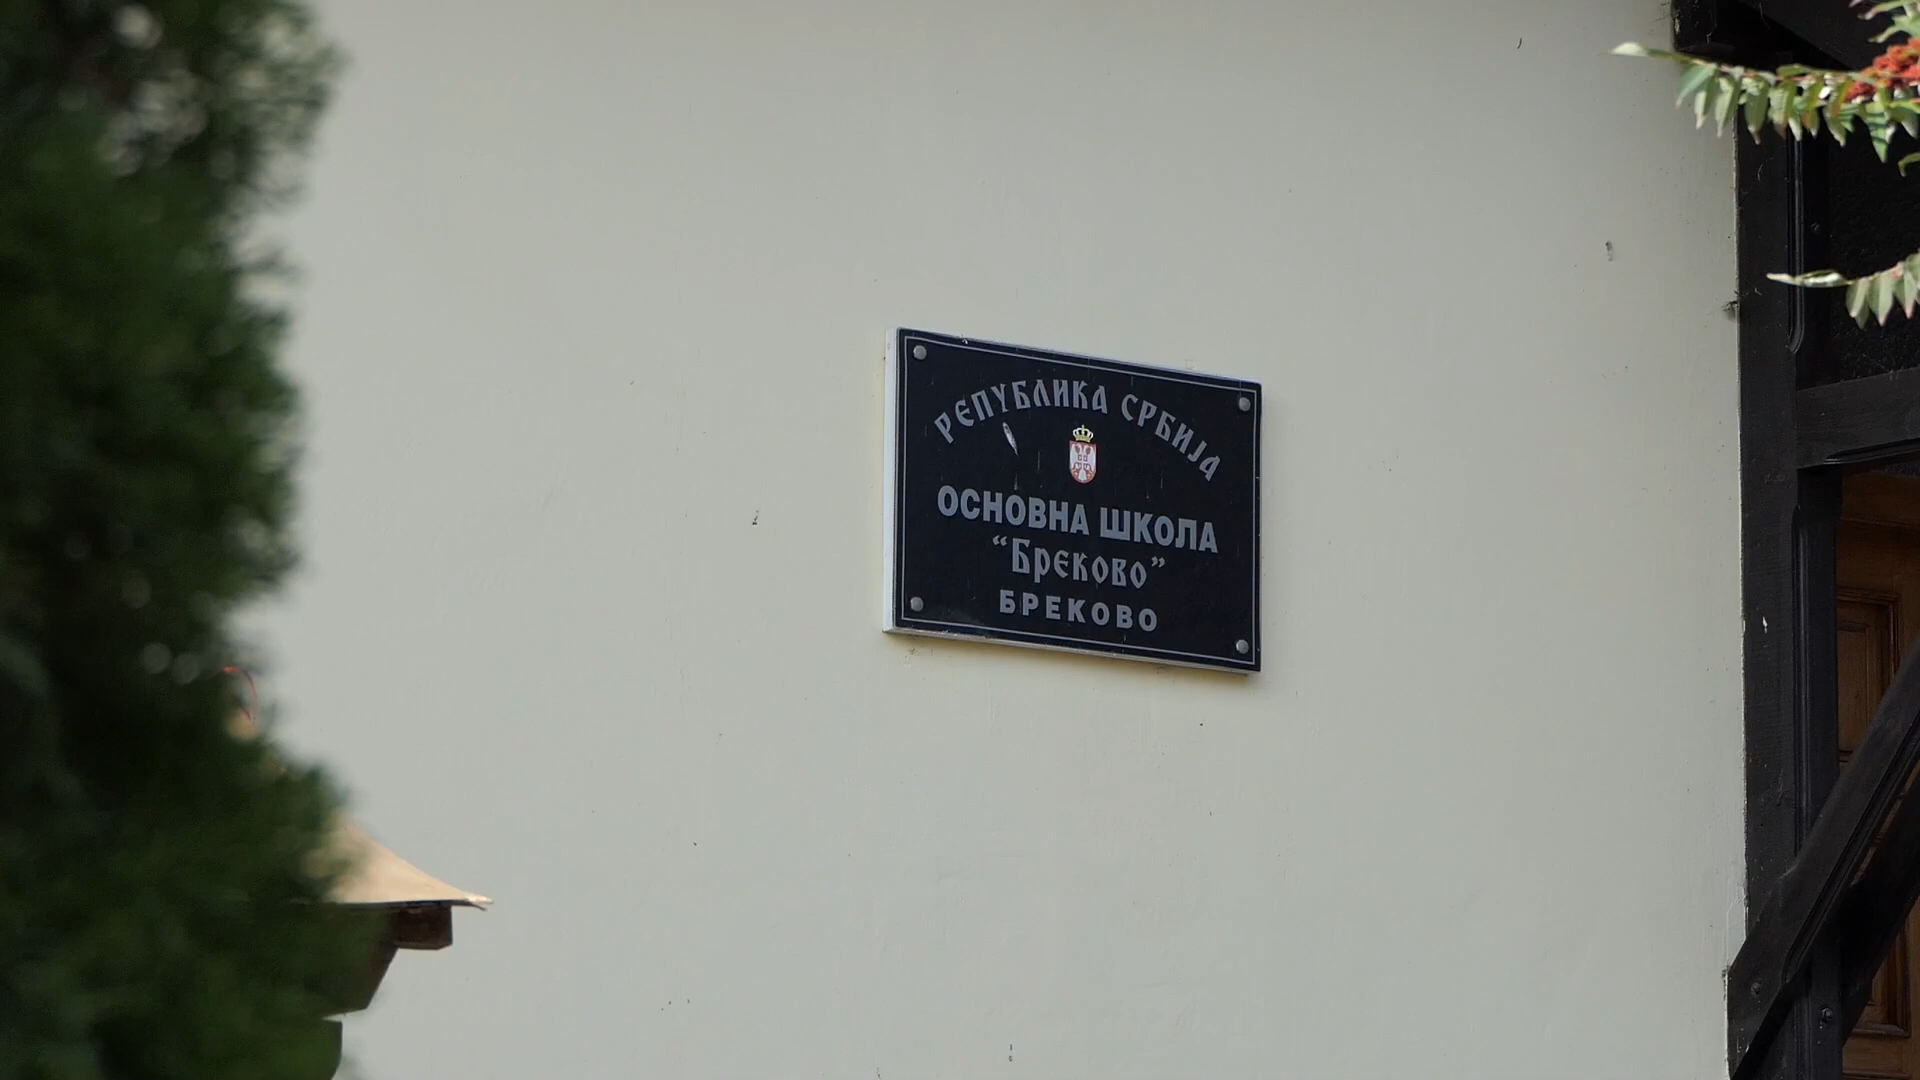 РЕПУБЛИКА СРБИЈА
ОСНОВНА ШКОЛА
“Бреково”
БРЕКОВО